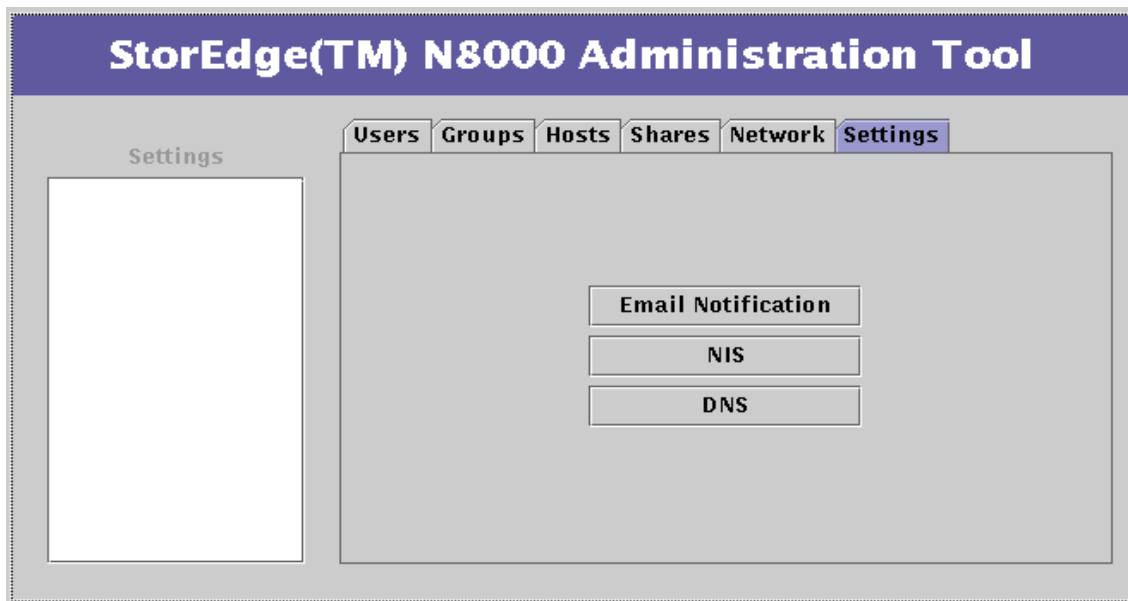 StorEdge(TM) N8000 Administration Tool
Users Groups Hosts Shares Network Settings
Settings
Email Notification
NIS
DNS